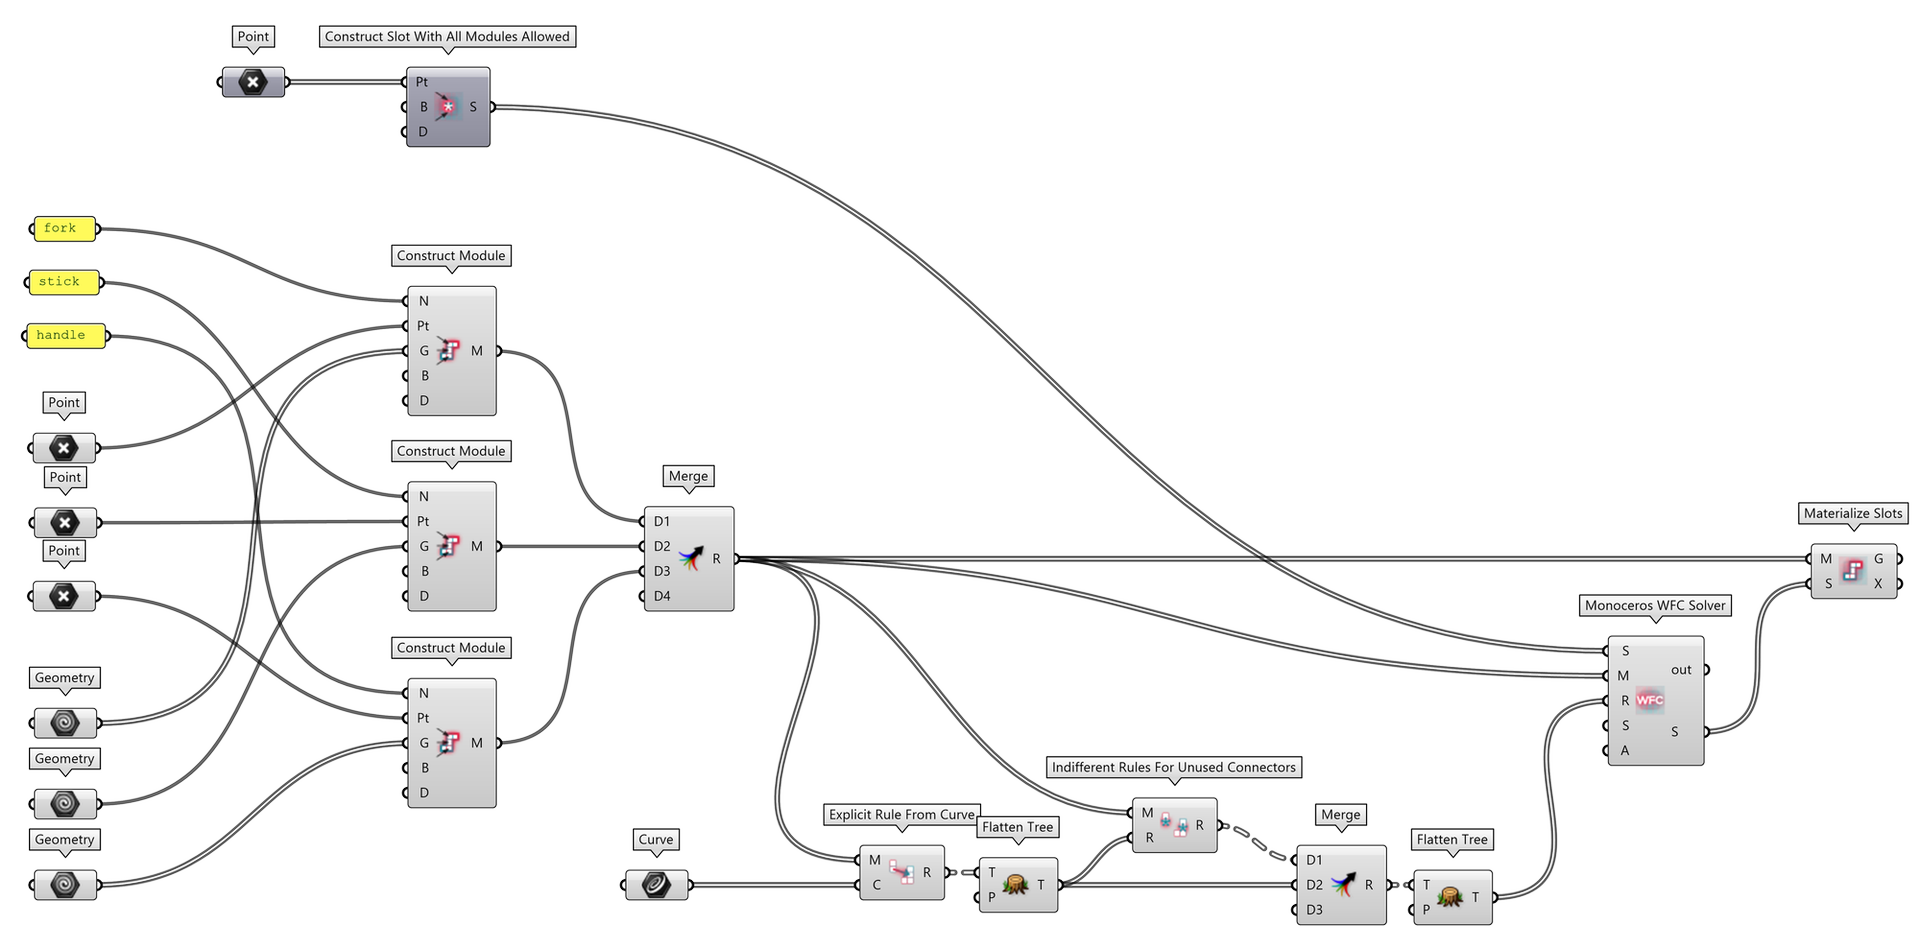 Point
Construct Slot With All Modules Allowed
Pt
B
S
D
fork
stick
handle
Construct Module
N
Pt
G
M
B
D
Point
Point
Point
Construct Module
N
Pt
G
M
B
D
Merge
D1
D2
D3
D4
R
Construct Module
N
Pt
G
M
B
D
Geometry
Geometry
Geometry
Materialize Slots
M
G
S
X
Monoceros WFC Solver
S
M
R
S
A
WFC
out
S
Curve
Explicit Rule From Curve
M
C
R
Flatten Tree
T
P
T
Indifferent Rules For Unused Connectors
M
R
R
Merge
D1
D2
D3
R
Flatten Tree
T
P
T